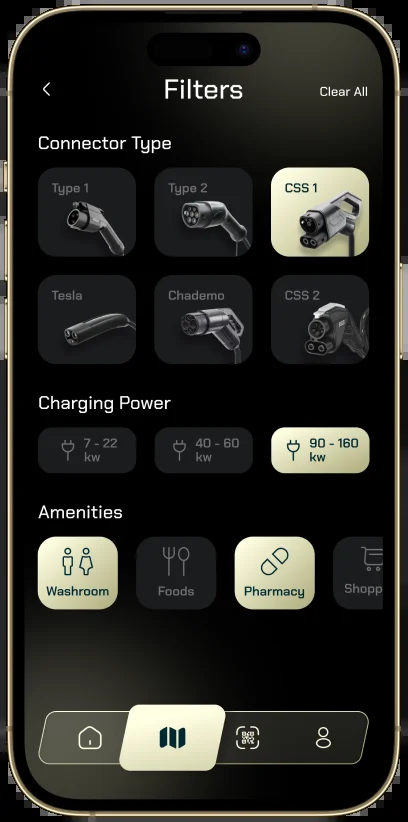 Filters
Clear All
Connector Type
Type 1
Type 2
CSS 1
Tesla
Chademo
CSS 2
Charging Power
7 - 22
kw
40 - 60
kw
90 - 160
kw
Amenities
Washroom
Foods
Pharmacy
Shopp